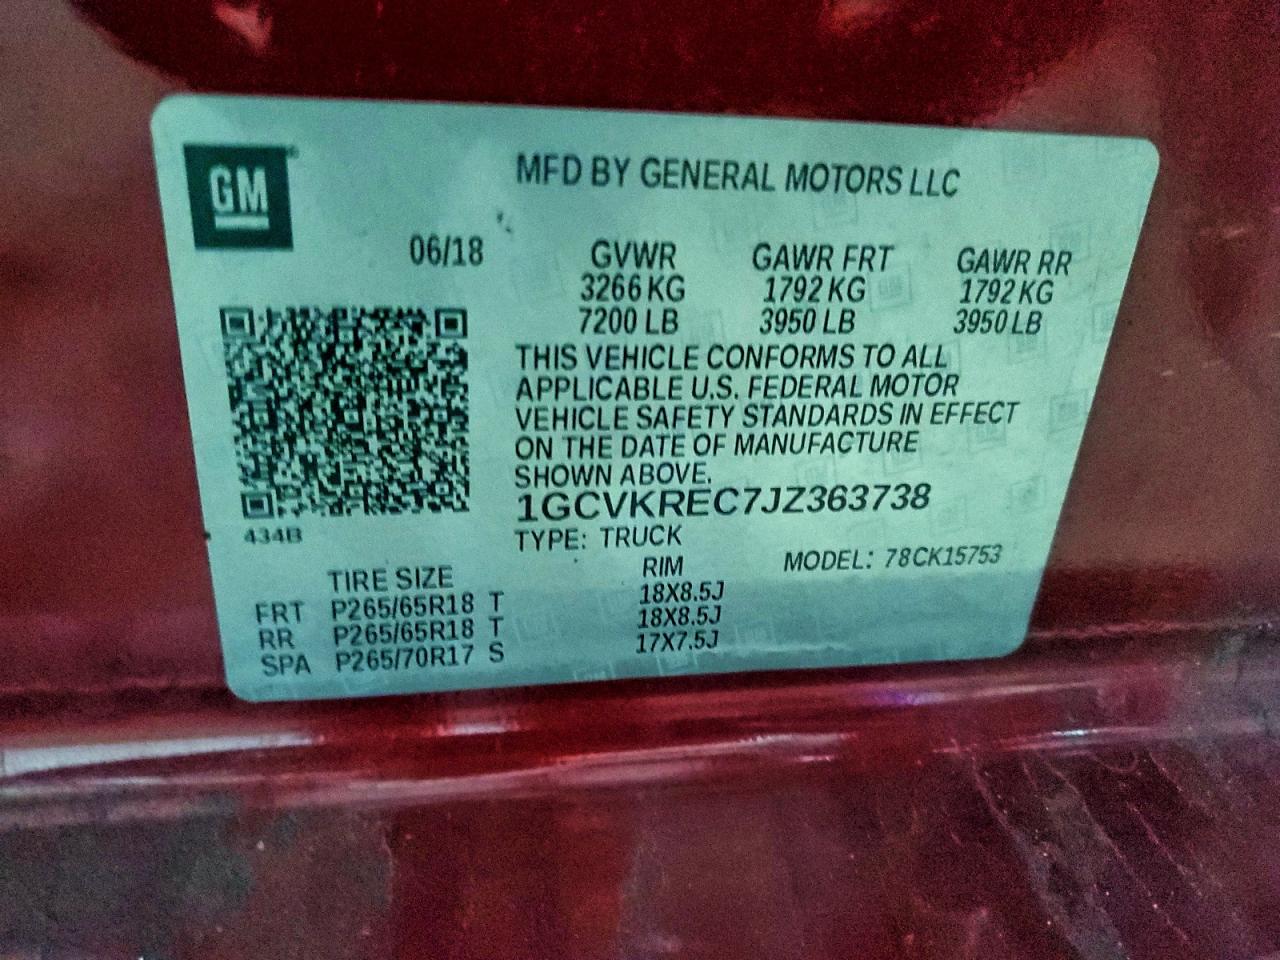 GM
MFD BY GENERAL MOTORS LLC
06/18
GVWR GAWR FRT GAWR RR
3266 KG 1792 KG 1792 KG
7200 LB 3950 LB 3950 LB
THIS VEHICLE CONFORMS TO ALL
APPLICABLE U.S. FEDERAL MOTOR
VEHICLE SAFETY STANDARDS IN EFFECT
ON THE DATE OF MANUFACTURE
SHOWN ABOVE.
1GCVKREC7JZ363738
434B
TYPE: TRUCK
MODEL: 78CK15753
TIRE SIZE RIM
FRT P265/65R18 T 18X8.5J
RR P265/65R18 T 18X8.5J
SPA P265/70R17 S 17X7.5J